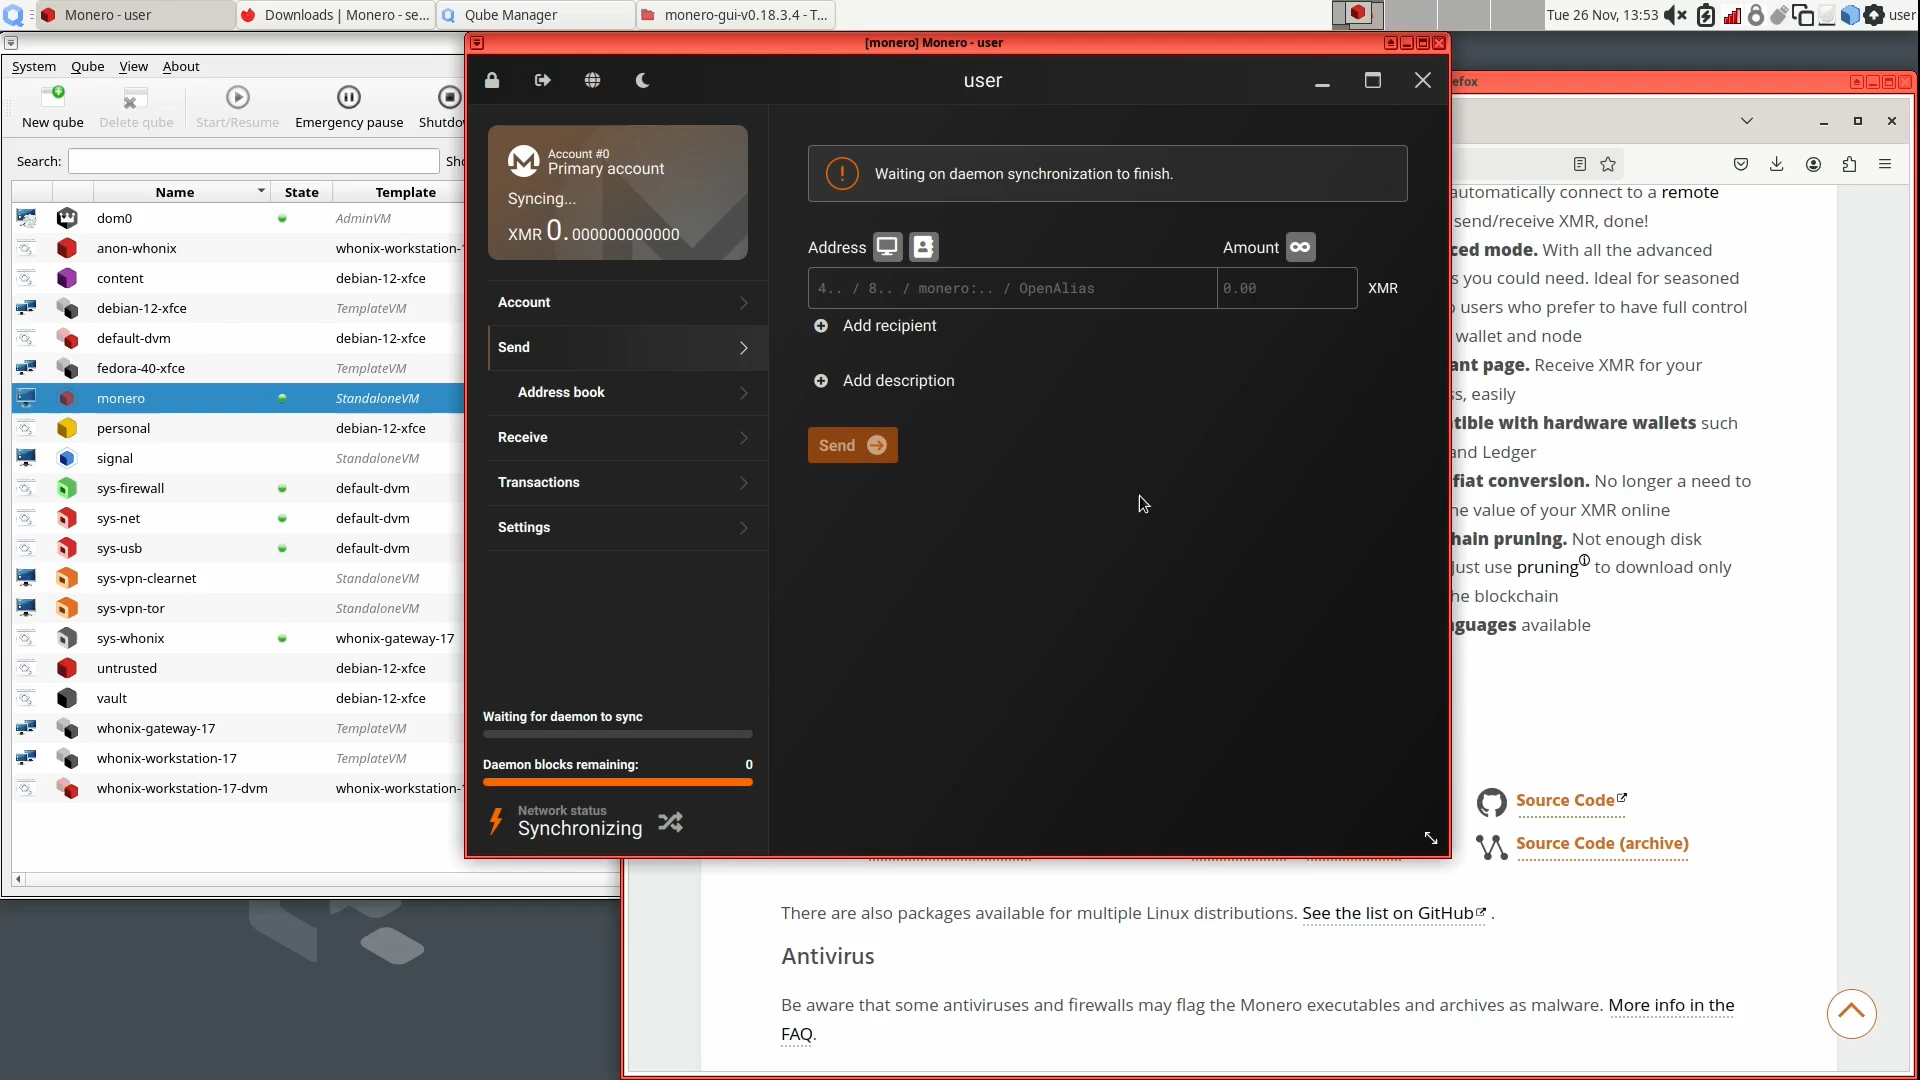 Monero - user
Downloads | Monero - se...
Qube Manager
monero-gui-v0.18.3.4 - T...
Tue 26 Nov, 13:53
user
System Qube View About
New qube
Delete qube
Start/Resume
Emergency pause
Search:
Name State Template
dom0 AdminVM
anon-whonix whonix-workstation-
content debian-12-xfce
debian-12-xfce TemplateVM
default-dvm debian-12-xfce
fedora-40-xfce TemplateVM
monero StandaloneVM
personal debian-12-xfce
signal StandaloneVM
sys-firewall default-dvm
sys-net default-dvm
sys-usb default-dvm
sys-vpn-clearnet StandaloneVM
sys-vpn-tor StandaloneVM
sys-whonix whonix-gateway-17
untrusted debian-12-xfce
vault debian-12-xfce
whonix-gateway-17 TemplateVM
whonix-workstation-17 TemplateVM
whonix-workstation-17-dvm whonix-workstation-
[monero] Monero - user
user
Account #0
Primary account
Syncing...
XMR 0.000000000000
Account
Send
Address book
Receive
Transactions
Settings
Waiting for daemon to sync
Daemon blocks remaining: 0
Network status
Synchronizing
Waiting on daemon synchronization to finish.
Address
Amount
4.. / 8.. / monero:.. / OpenAlias
0.00
XMR
Add recipient
Add description
Send
efox
automatically connect to a remote
send/receive XMR, done!
ced mode. With all the advanced
s you could need. Ideal for seasoned
users who prefer to have full control
wallet and node
ant page. Receive XMR for your
ss, easily
tible with hardware wallets such
and Ledger
fiat conversion. No longer a need to
he value of your XMR online
hain pruning. Not enough disk
Just use pruning to download only
he blockchain
nguages available
Source Code
Source Code (archive)
There are also packages available for multiple Linux distributions. See the list on GitHub .
Antivirus
Be aware that some antiviruses and firewalls may flag the Monero executables and archives as malware. More info in the
FAQ.